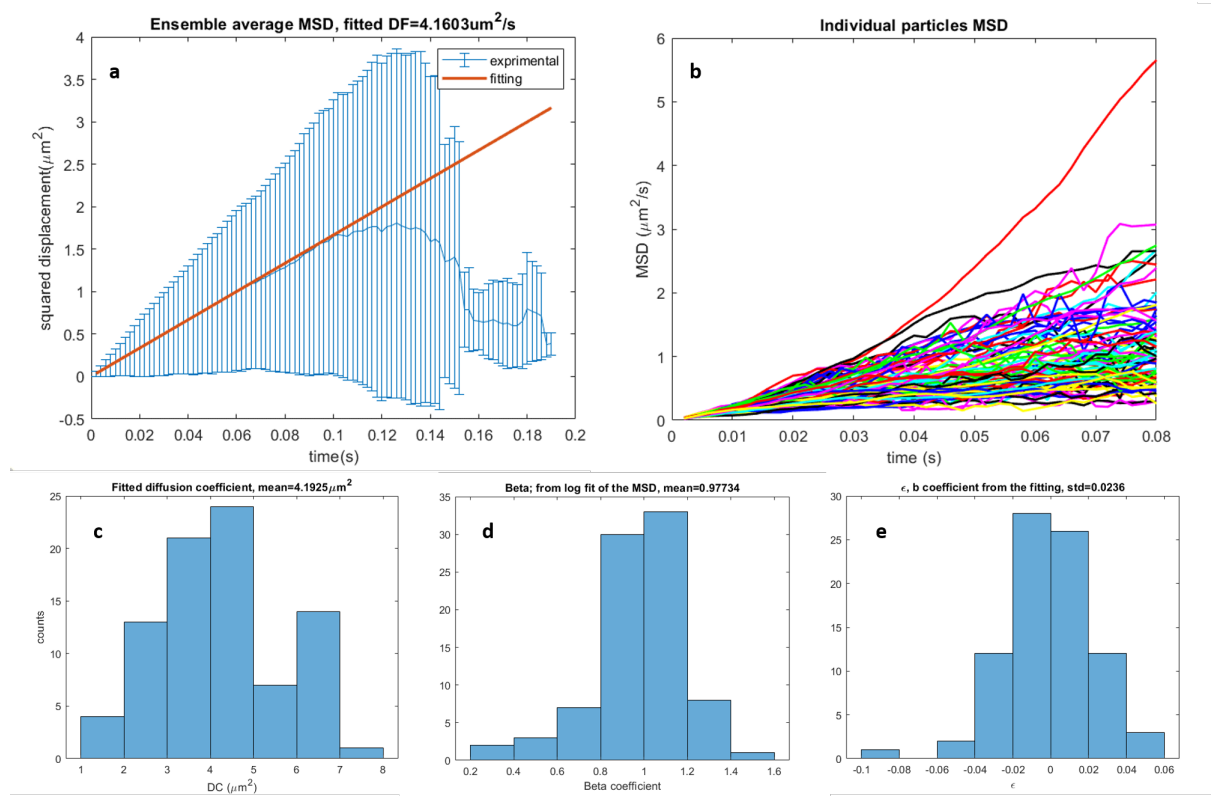 Ensemble average MSD, fitted DF=4.1603um²/s
a
exprimental
fitting
squared displacement(μm²)
4
3.5
3
2.5
2
1.5
1
0.5
0
-0.5
0 0.02 0.04 0.06 0.08 0.1 0.12 0.14 0.16 0.18 0.2
time(s)
Individual particles MSD
b
MSD (μm²/s)
6
5
4
3
2
1
0
0 0.01 0.02 0.03 0.04 0.05 0.06 0.07 0.08
time (s)
Fitted diffusion coefficient, mean=4.1925μm²
c
counts
25
20
15
10
5
0
1 2 3 4 5 6 7 8
DC (μm²)
Beta; from log fit of the MSD, mean=0.97734
d
35
30
25
20
15
10
5
0
0.2 0.4 0.6 0.8 1 1.2 1.4 1.6
Beta coefficient
ϵ, b coefficient from the fitting, std=0.0236
e
30
25
20
15
10
5
0
-0.1 -0.08 -0.06 -0.04 -0.02 0 0.02 0.04 0.06
ϵ